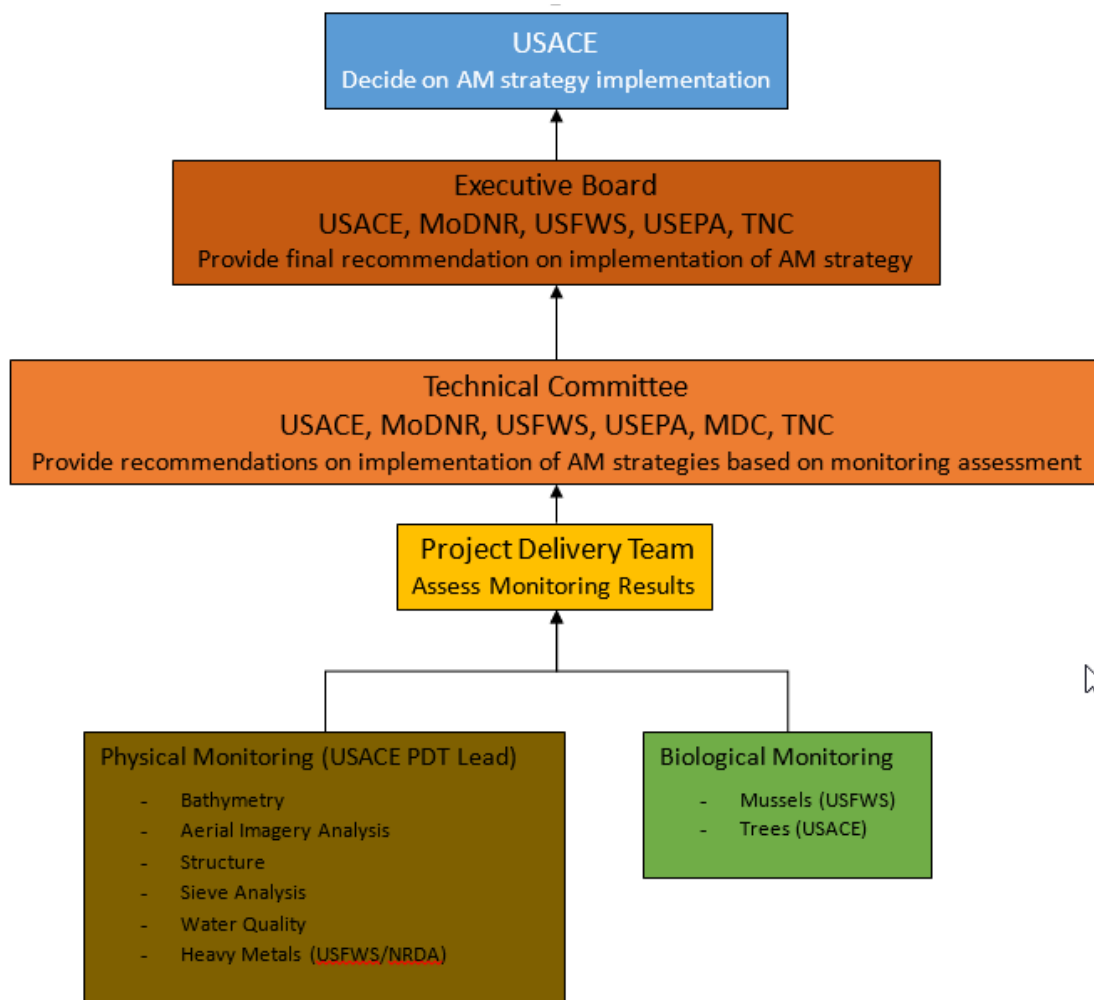 USACE
Decide on AM strategy implementation
Executive Board
USACE, MoDNR, USFWS, USEPA, TNC
Provide final recommendation on implementation of AM strategy
Technical Committee
USACE, MoDNR, USFWS, USEPA, MDC, TNC
Provide recommendations on implementation of AM strategies based on monitoring assessment
Project Delivery Team
Assess Monitoring Results
Physical Monitoring (USACE PDT Lead)
- Bathymetry
- Aerial Imagery Analysis
- Structure
- Sieve Analysis
- Water Quality
- Heavy Metals (USFWS/NRDA)
Biological Monitoring
- Mussels (USFWS)
- Trees (USACE)